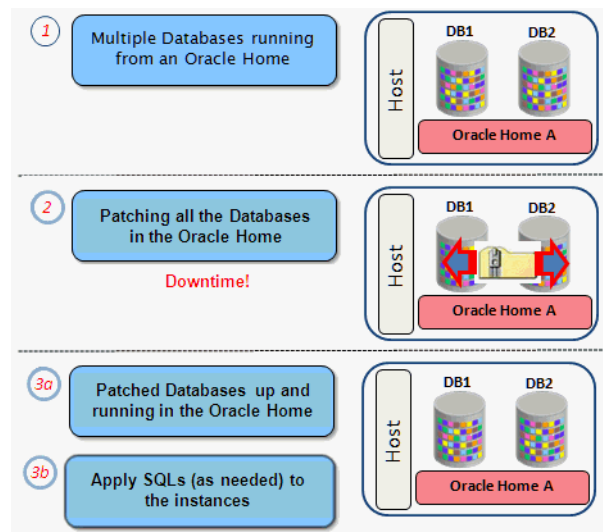 1
Multiple Databases running
from an Oracle Home
Host
DB1
DB2
Oracle Home A
2
Patching all the Databases
in the Oracle Home
Downtime!
Host
DB1
DB2
Oracle Home A
3a
Patched Databases up and
running in the Oracle Home
3b
Apply SQLs (as needed) to
the instances
Host
DB1
DB2
Oracle Home A